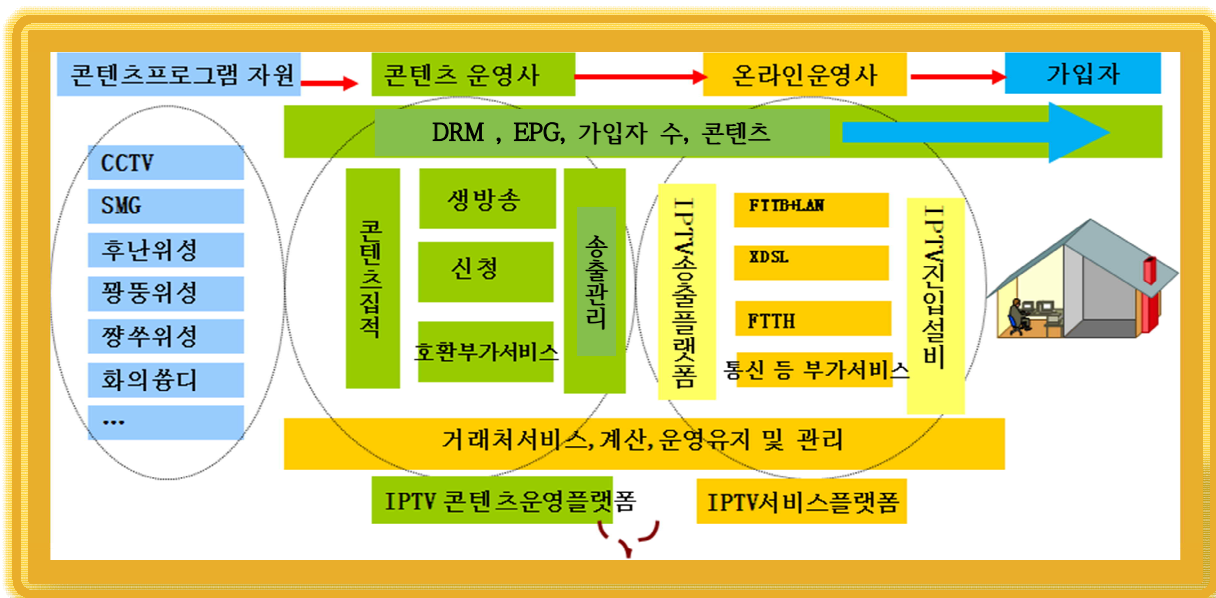 콘텐츠프로그램 자원
콘텐츠 운영사
온라인운영사
가입자
DRM , EPG, 가입자 수, 콘텐츠
CCTV
SMG
후난위성
꽝뚱위성
쨩쑤위성
화의쓩디
...
콘텐츠집적
생방송
신청
호환부가서비스
송출관리
IPTV송출플랫폼
FTTB+LAN
XDSL
FTTH
통신 등 부가서비스
IPTV진입설비
거래처서비스,계산,운영유지 및 관리
IPTV 콘텐츠운영플랫폼
IPTV서비스플랫폼